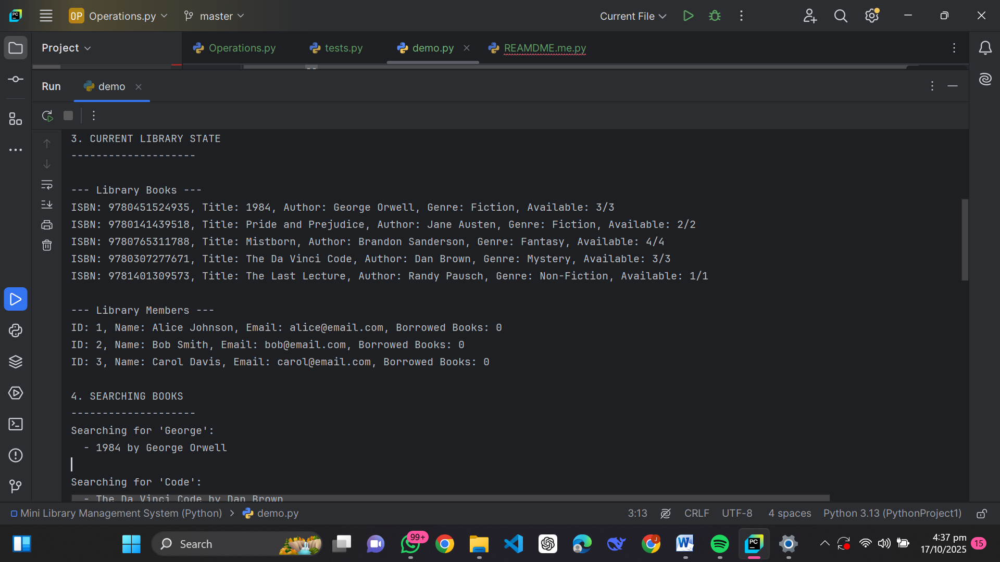 OP Operations.py master Current File
Project Operations.py tests.py demo.py REAMDME.me.py
Run demo
3. CURRENT LIBRARY STATE
--------------------
--- Library Books ---
ISBN: 9780451524935, Title: 1984, Author: George Orwell, Genre: Fiction, Available: 3/3
ISBN: 9780141439518, Title: Pride and Prejudice, Author: Jane Austen, Genre: Fiction, Available: 2/2
ISBN: 9780765311788, Title: Mistborn, Author: Brandon Sanderson, Genre: Fantasy, Available: 4/4
ISBN: 9780307277671, Title: The Da Vinci Code, Author: Dan Brown, Genre: Mystery, Available: 3/3
ISBN: 9781401309573, Title: The Last Lecture, Author: Randy Pausch, Genre: Non-Fiction, Available: 1/1
--- Library Members ---
ID: 1, Name: Alice Johnson, Email: alice@email.com, Borrowed Books: 0
ID: 2, Name: Bob Smith, Email: bob@email.com, Borrowed Books: 0
ID: 3, Name: Carol Davis, Email: carol@email.com, Borrowed Books: 0
4. SEARCHING BOOKS
--------------------
Searching for 'George':
- 1984 by George Orwell
Searching for 'Code':
- The Da Vinci Code by Dan Brown
Mini Library Management System (Python) > demo.py 3:13 CRLF UTF-8 4 spaces Python 3.13 (PythonProject1)
Search 99+ 4:37 pm
17/10/2025 15